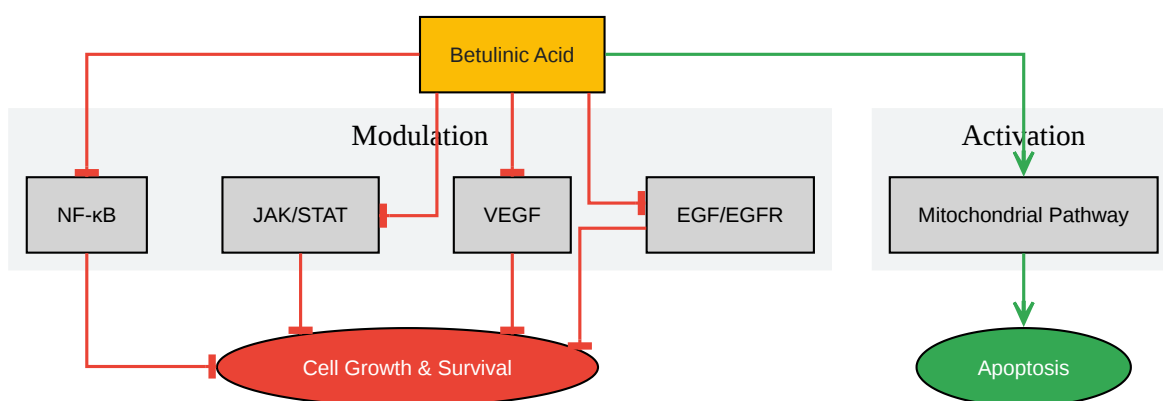 Betulinic Acid
Modulation
Activation
NF-κB
JAK/STAT
VEGF
EGF/EGFR
Mitochondrial Pathway
Cell Growth & Survival
Apoptosis